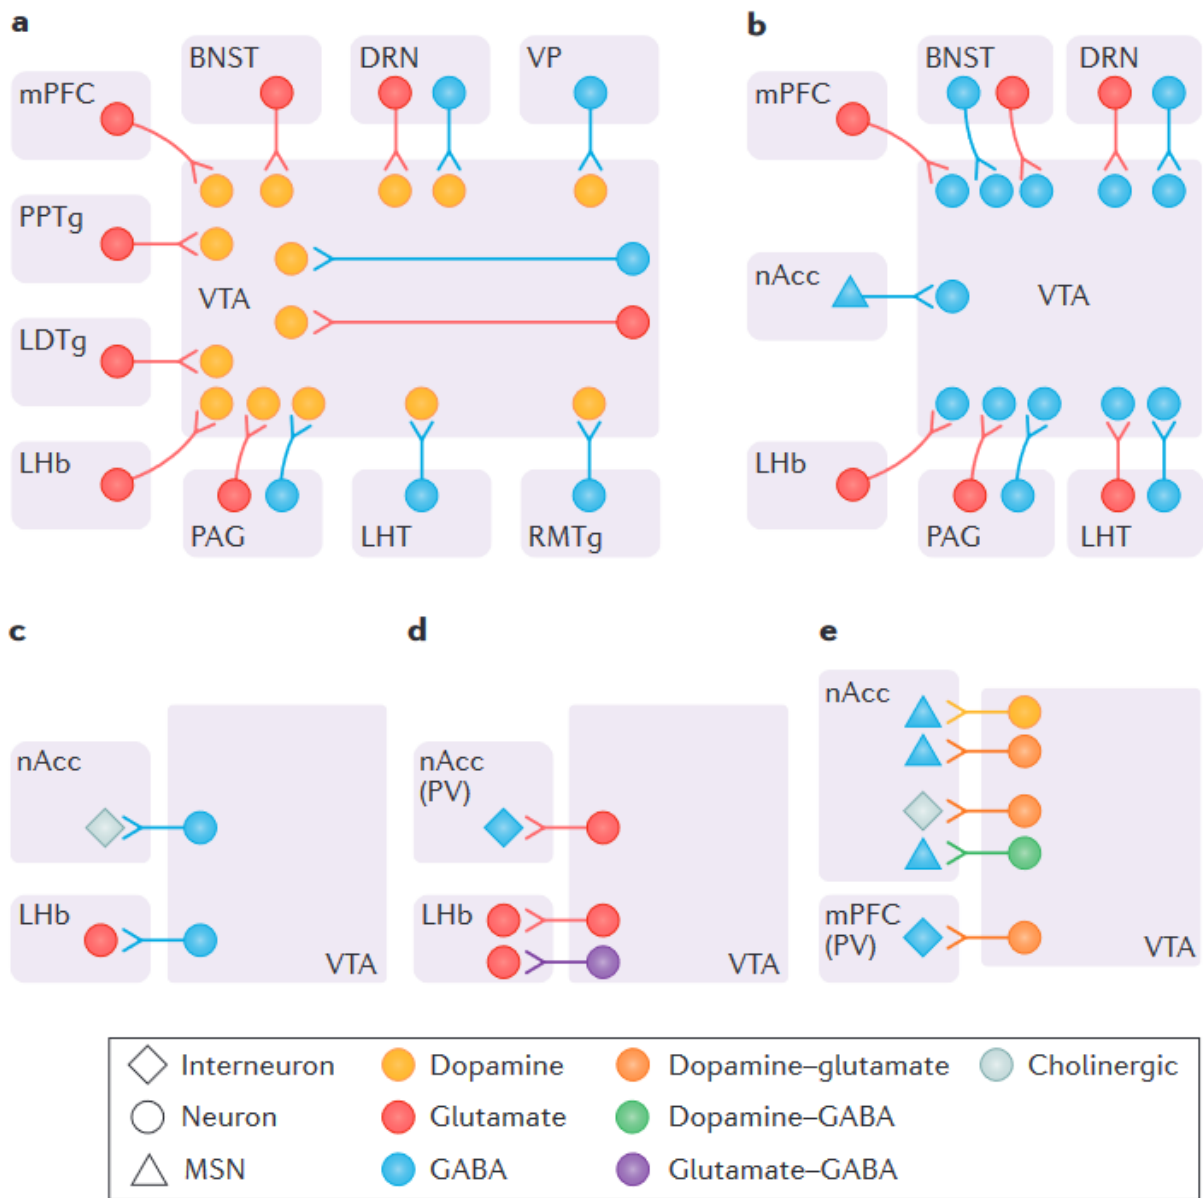 a
BNST
DRN
VP
mPFC
PPTg
VTA
LDTg
LHb
PAG
LHT
RMTg
b
BNST
DRN
mPFC
nAcc
VTA
LHb
PAG
LHT
c
nAcc
LHb
VTA
d
nAcc
(PV)
LHb
VTA
e
nAcc
mPFC
(PV)
VTA
Interneuron
Dopamine
Dopamine–glutamate
Cholinergic
Neuron
Glutamate
Dopamine–GABA
MSN
GABA
Glutamate–GABA